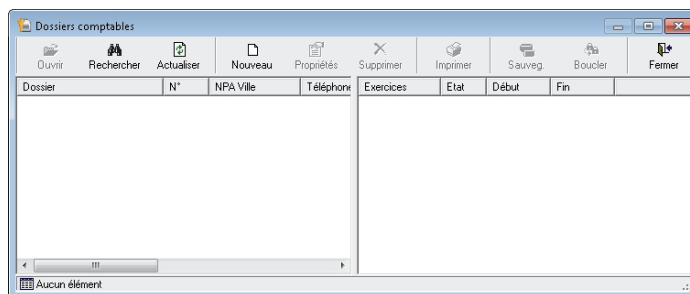 Dossiers comptables
Ouvrir Rechercher Actualiser Nouveau Propriétés Supprimer Imprimer Sauveg. Boucler Fermer
Dossier N° NPA Ville Téléphone Exercices Etat Début Fin
Aucun élément